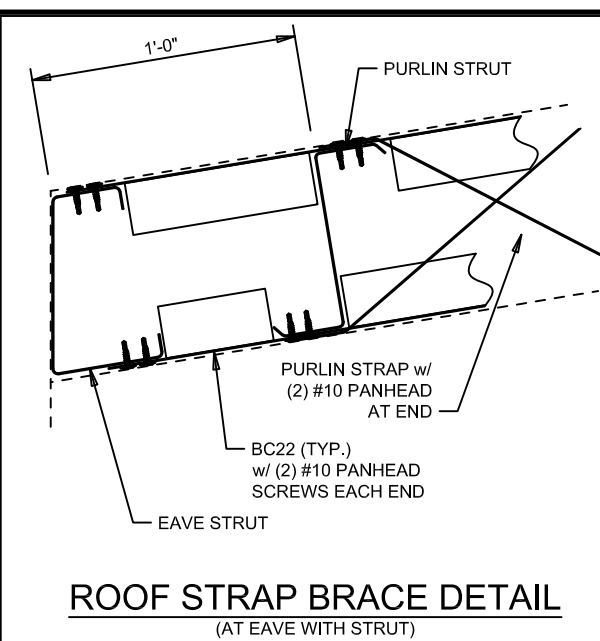 1'-0"
PURLIN STRUT
PURLIN STRAP w/
(2) #10 PANHEAD
AT END
BC22 (TYP.)
w/ (2) #10 PANHEAD
SCREWS EACH END
EAVE STRUT
ROOF STRAP BRACE DETAIL
(AT EAVE WITH STRUT)